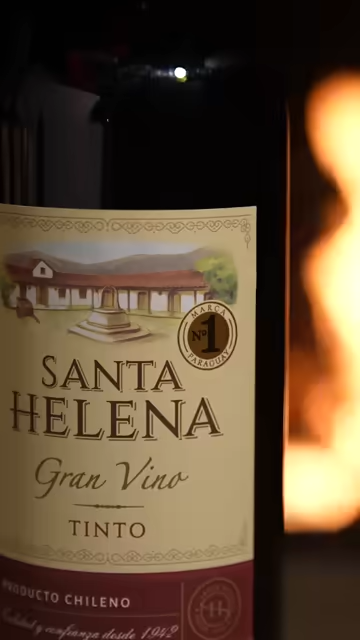 MARCA
Nº1
PARAGUAY
SANTA
HELENA
Gran Vino
TINTO
PRODUCTO CHILENO
Calidad y confianza desde 1942